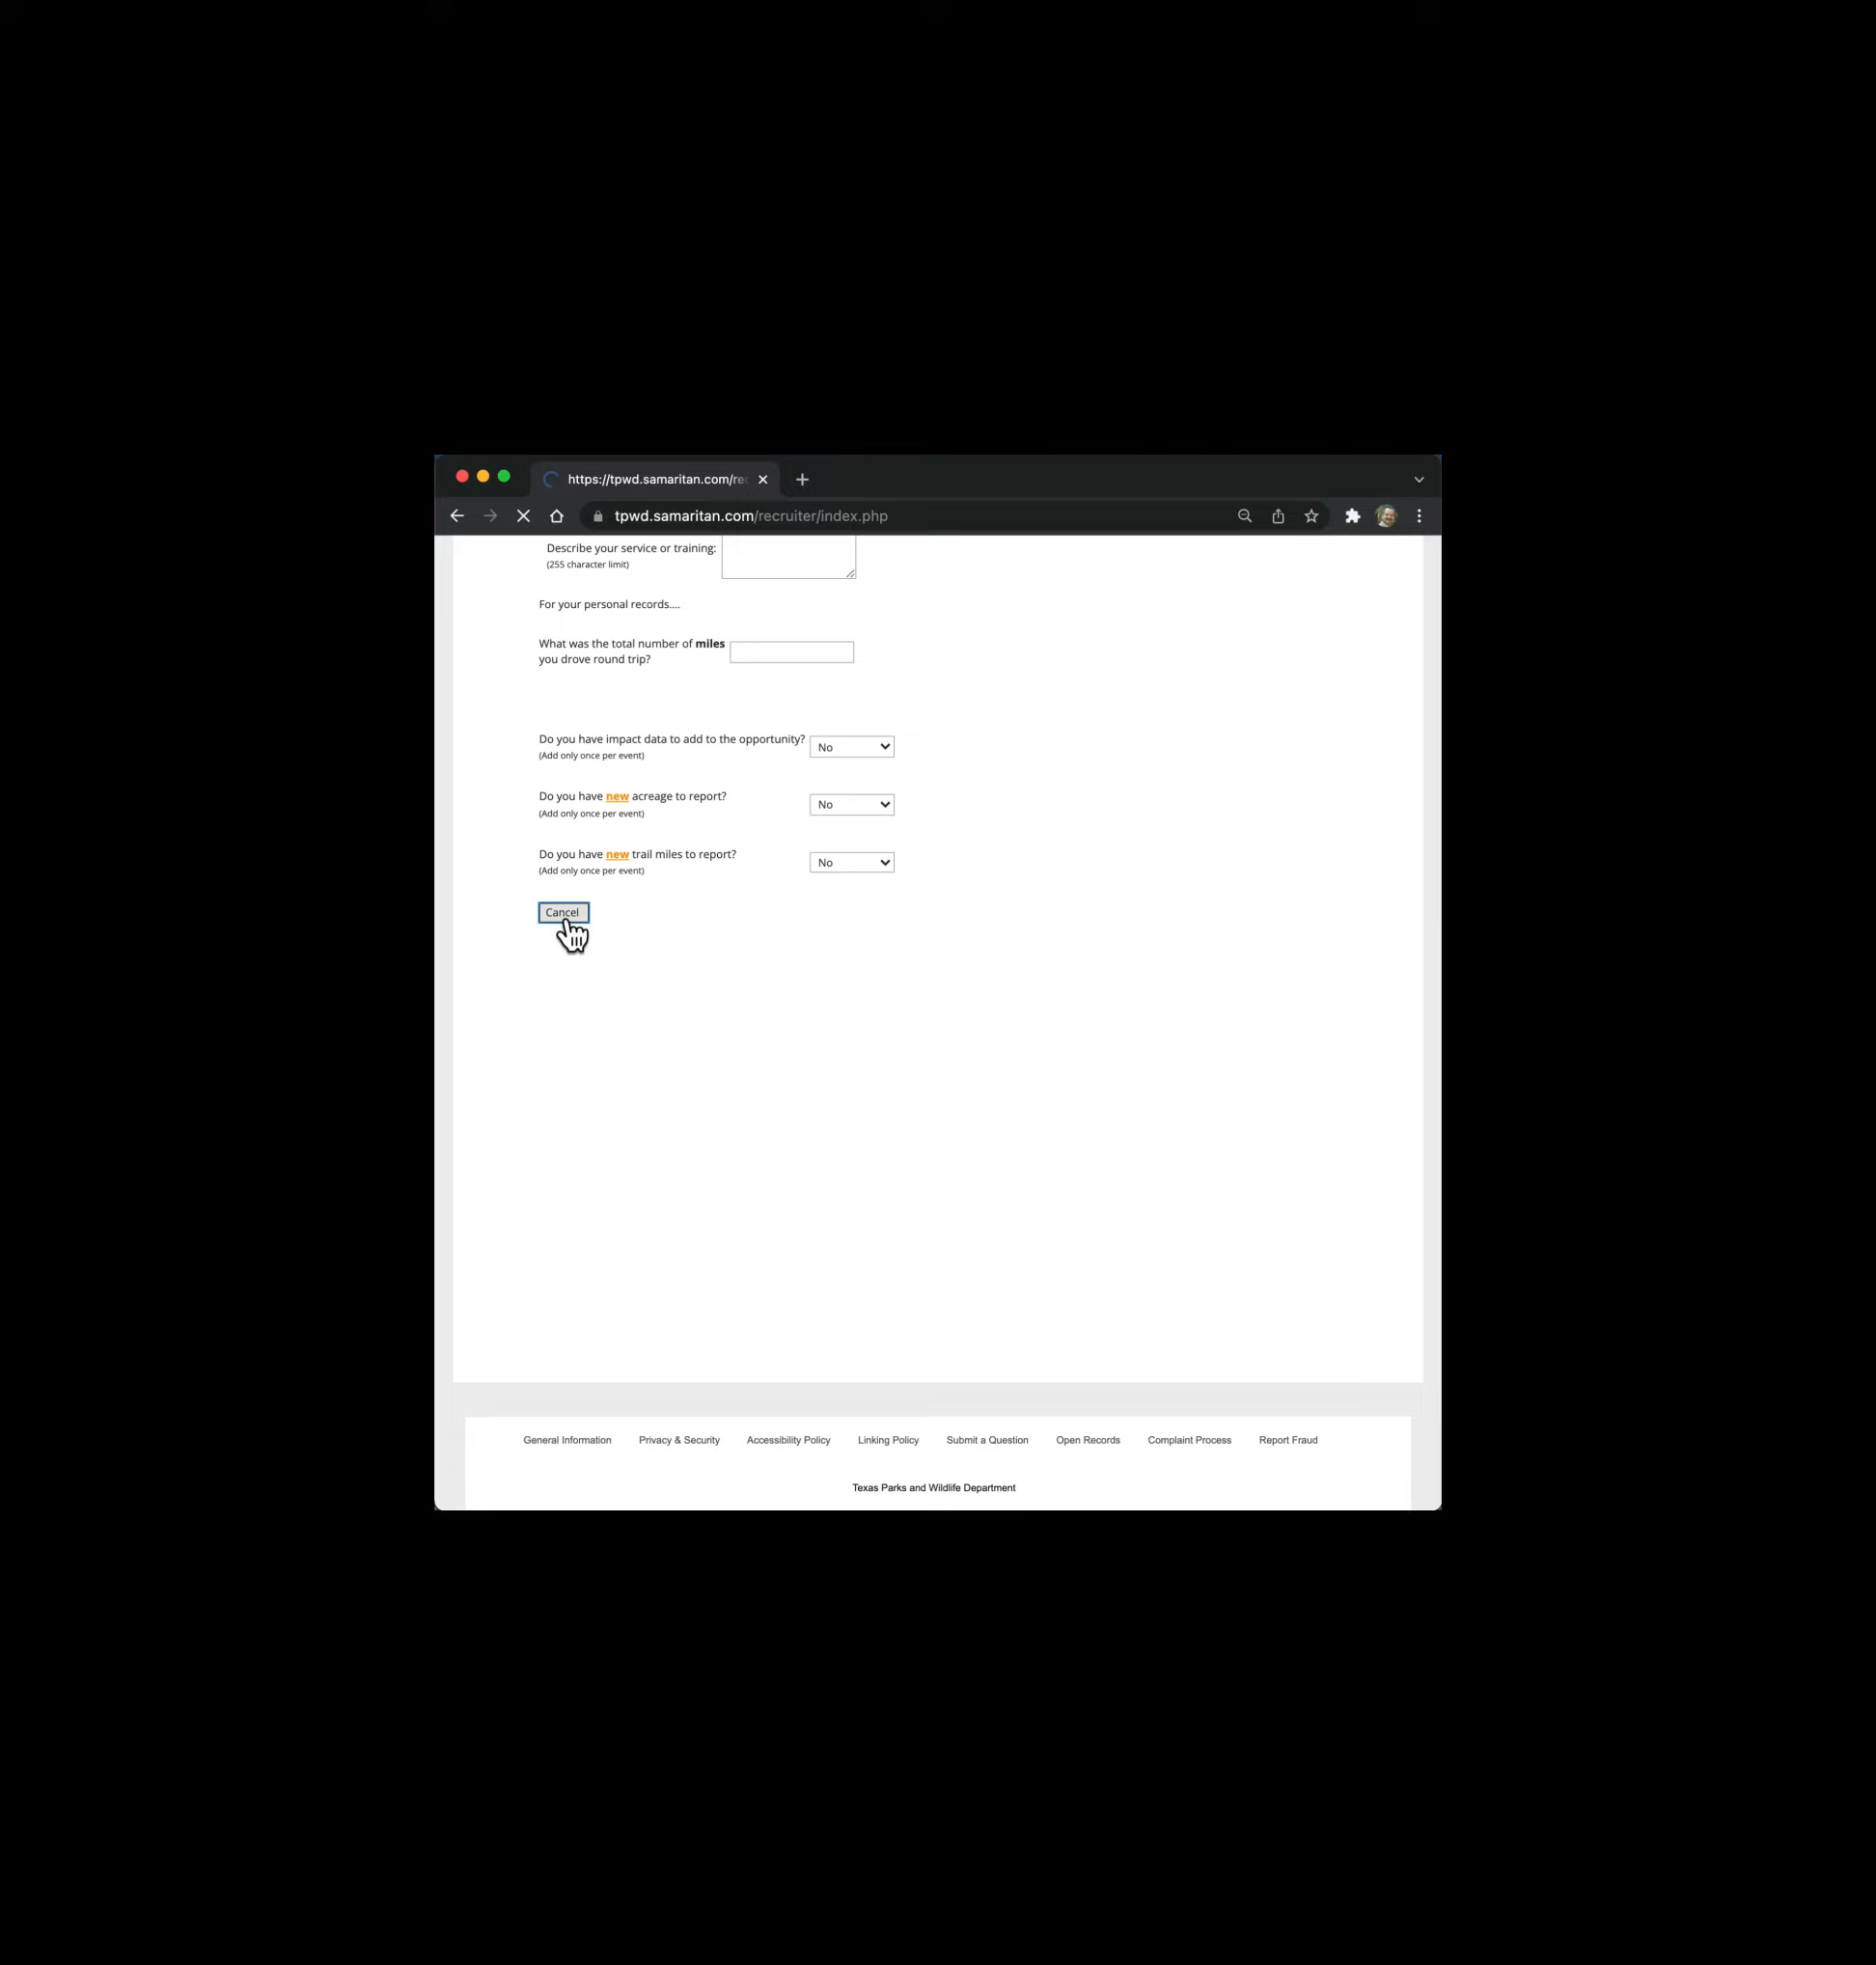 https://tpwd.samaritan.com/rec
tpwd.samaritan.com/recruiter/index.php
Describe your service or training:
(255 character limit)
For your personal records....
What was the total number of miles
you drove round trip?
Do you have impact data to add to the opportunity? No
(Add only once per event)
Do you have new acreage to report? No
(Add only once per event)
Do you have new trail miles to report? No
(Add only once per event)
Cancel
General Information Privacy & Security Accessibility Policy Linking Policy Submit a Question Open Records Complaint Process Report Fraud
Texas Parks and Wildlife Department